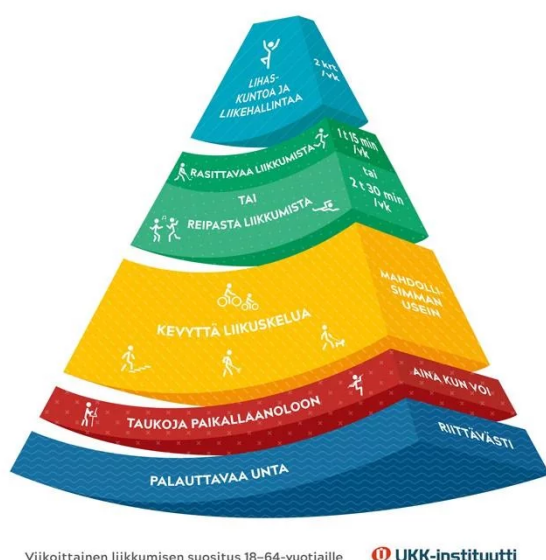 LIHAS-
KUNTOA JA
LIIKEHALLINTAA
2 krt
/vk
RASITTAVAA LIIKKUMISTA
1 t 15 min
/vk
TAI
tai
REIPASTA LIIKKUMISTA
2 t 30 min
/vk
KEVYTTÄ LIIKUSKELUA
MAHDOLLI-
SIMMAN
USEIN
TAUKOJA PAIKALLAANOLOON
AINA KUN VOI
PALAUTTAVAA UNTA
RIITTÄVÄSTI
Viikoittainen liikkumisen suositus 18–64-vuotiaille
UKK-instituutti